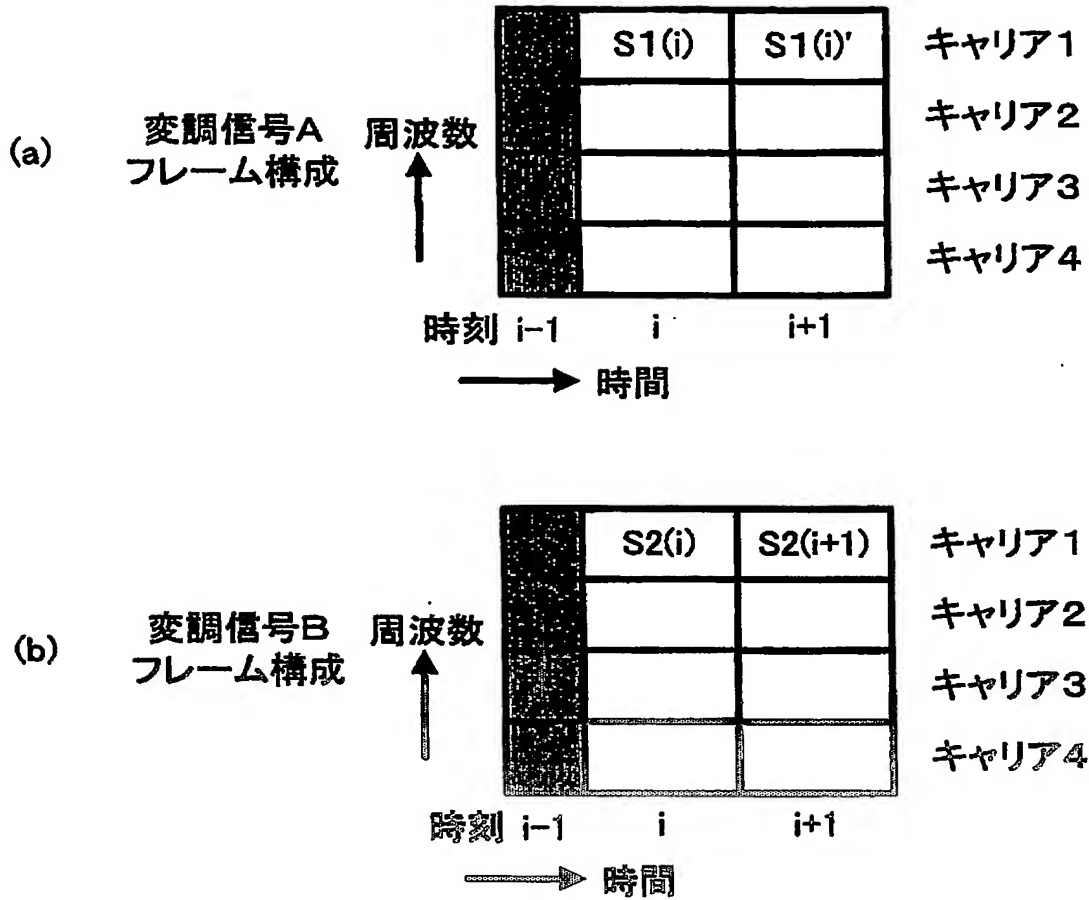 (a)
変調信号A
フレーム構成
周波数
S1(i) S1(i)' キャリア1
キャリア2
キャリア3
キャリア4
時刻 i-1 i i+1
時間
(b)
変調信号B
フレーム構成
周波数
S2(i) S2(i+1) キャリア1
キャリア2
キャリア3
キャリア4
時刻 i-1 i i+1
時間